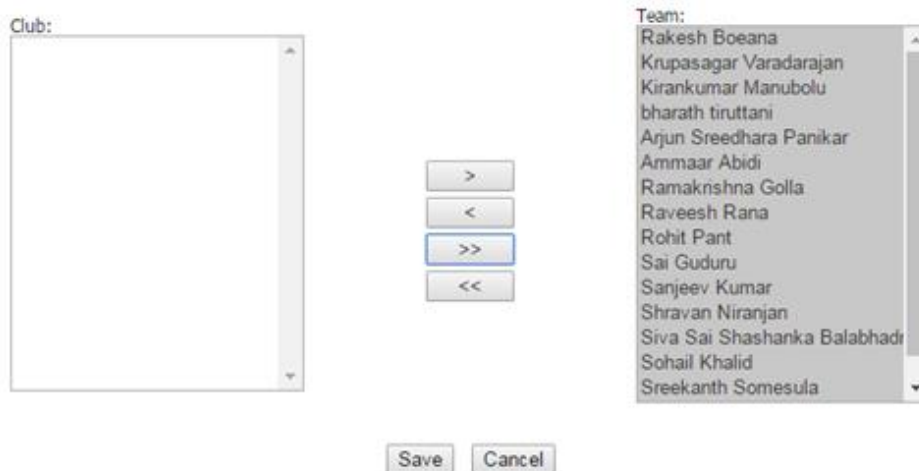 Club:
Team:
Rakesh Boeana
Krupasagar Varadarajan
Kirankumar Manubolu
bharath tiruttani
Arjun Sreedhara Panikar
Ammaar Abidi
Ramakrishna Golla
Raveesh Rana
Rohit Pant
Sai Guduru
Sanjeev Kumar
Shravan Niranjan
Siva Sai Shashanka Balabhadr
Sohail Khalid
Sreekanth Somesula
>
<
>>
<<
Save Cancel